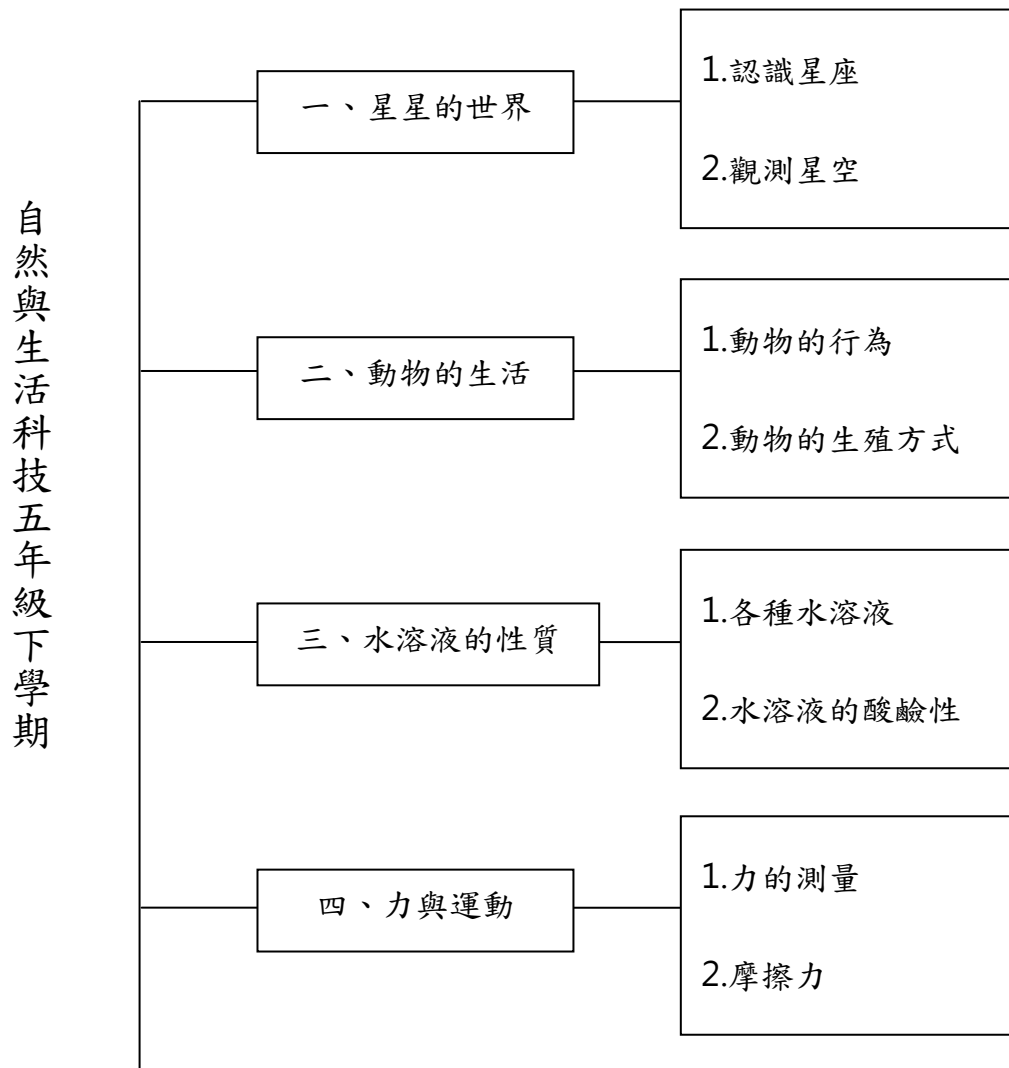 自然與生活科技五年級下學期
一、星星的世界
1.認識星座
2.觀測星空
二、動物的生活
1.動物的行為
2.動物的生殖方式
三、水溶液的性質
1.各種水溶液
2.水溶液的酸鹼性
四、力與運動
1.力的測量
2.摩擦力